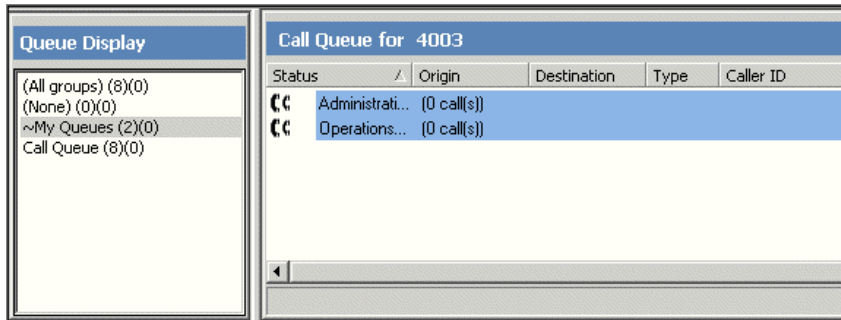 Queue Display
(All groups) (8)(0)
(None) (0)(0)
~My Queues (2)(0)
Call Queue (8)(0)
Call Queue for 4003
Status Origin Destination Type Caller ID
Administrati... (0 call(s))
Operations... (0 call(s))